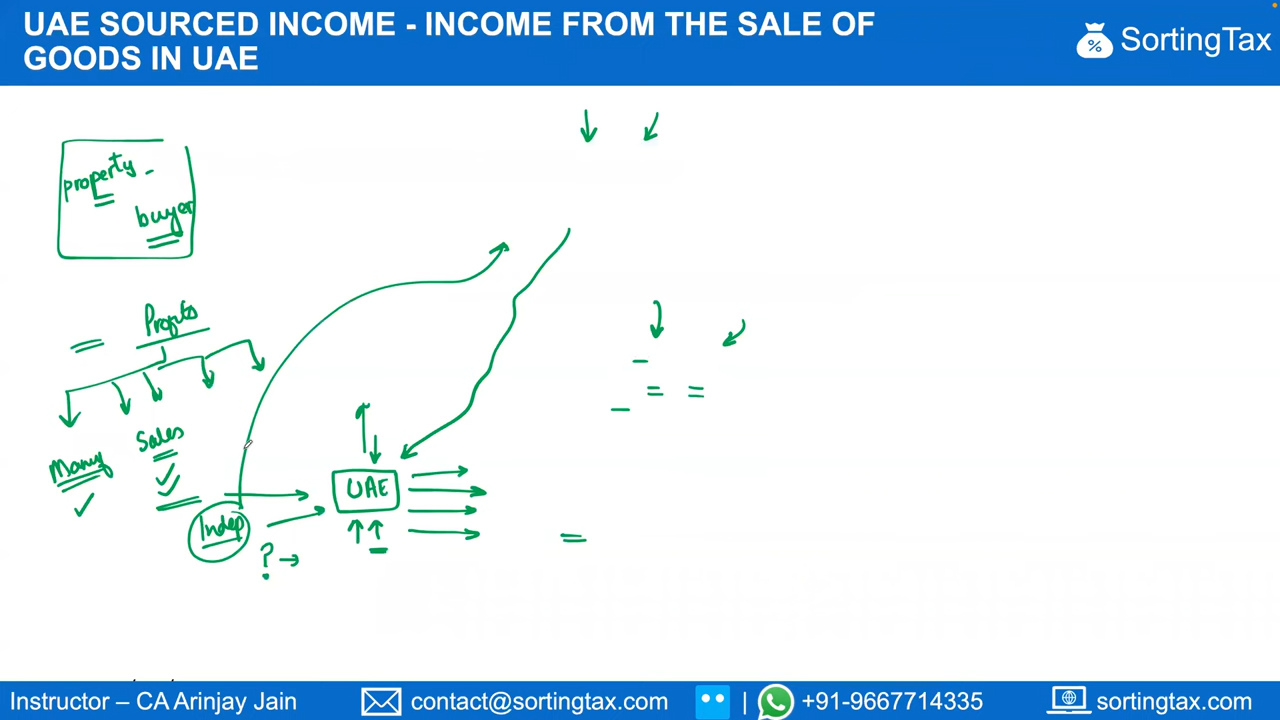 UAE SOURCED INCOME - INCOME FROM THE SALE OF
GOODS IN UAE
SortingTax
property -
buyer
= Profits
Sales
Manu
UAE
Indep
? →
Instructor – CA Arinjay Jain
contact@sortingtax.com
+91-9667714335
sortingtax.com